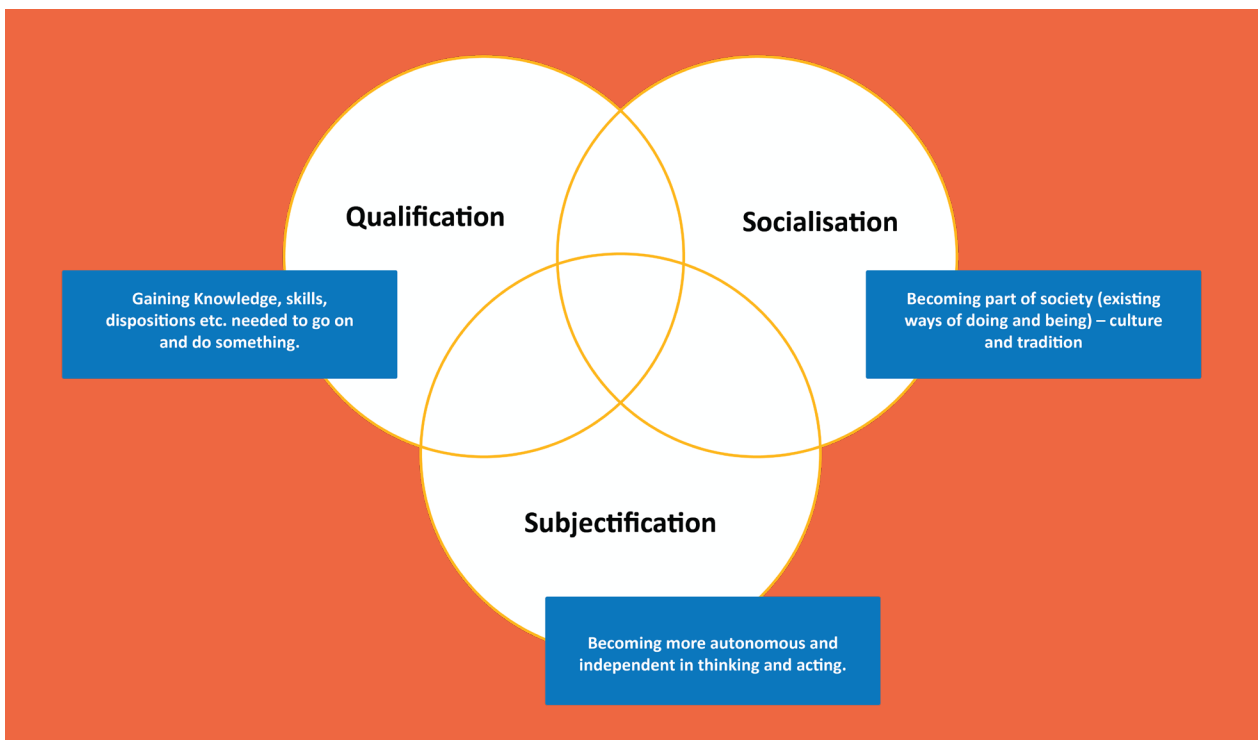 Qualification
Gaining Knowledge, skills,
dispositions etc. needed to go on
and do something.
Socialisation
Becoming part of society (existing
ways of doing and being) – culture
and tradition
Subjectification
Becoming more autonomous and
independent in thinking and acting.